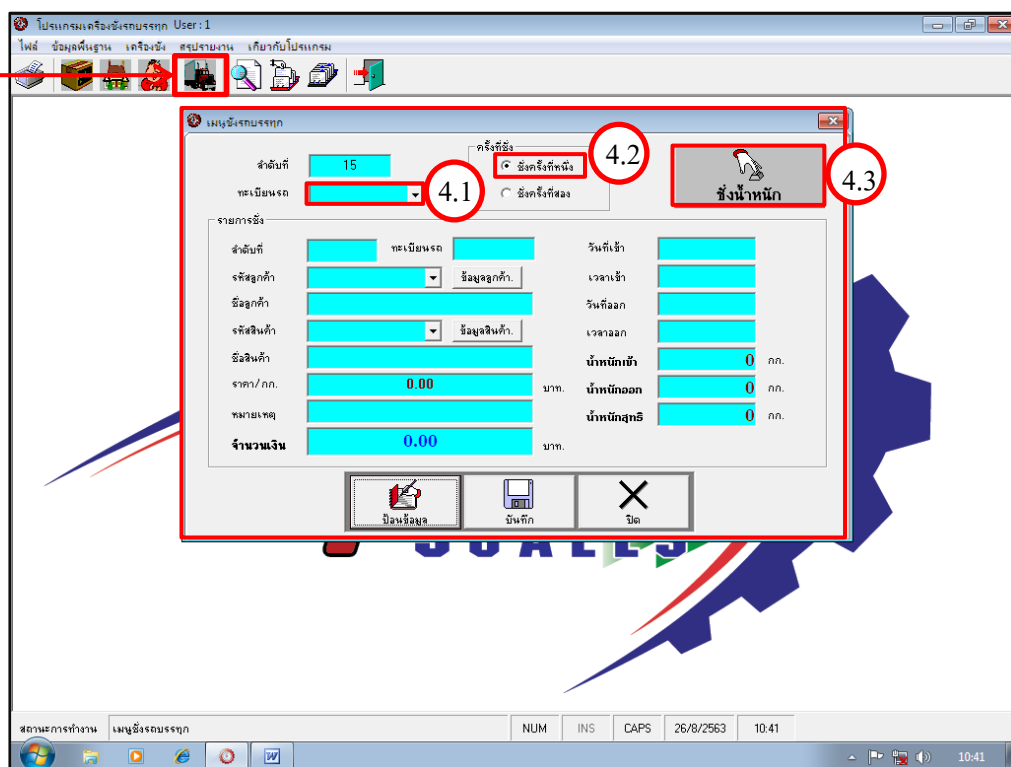 โปรแกรมเครื่องชั่งรถบรรทุก User : 1
ไฟล์ ข้อมูลพื้นฐาน เครื่องชั่ง สรุปรายงาน เกี่ยวกับโปรแกรม
เมนูชั่งรถบรรทุก
ลำดับที่ 15
ทะเบียนรถ 4.1
ครั้งที่ชั่ง
ชั่งครั้งที่หนึ่ง 4.2
ชั่งครั้งที่สอง
ชั่งน้ำหนัก 4.3
รายการชั่ง
ลำดับที่ ทะเบียนรถ วันที่เข้า
รหัสลูกค้า ข้อมูลลูกค้า. เวลาเข้า
ชื่อลูกค้า วันที่ออก
รหัสสินค้า ข้อมูลสินค้า. เวลาออก
ชื่อสินค้า น้ำหนักเข้า 0 กก.
ราคา/กก. 0.00 บาท. น้ำหนักออก 0 กก.
หมายเหตุ น้ำหนักสุทธิ 0 กก.
จำนวนเงิน 0.00 บาท.
ป้อนข้อมูล บันทึก ปิด
SCALES
สถานะการทำงาน เมนูชั่งรถบรรทุก NUM INS CAPS 26/8/2563 10:41
10:41